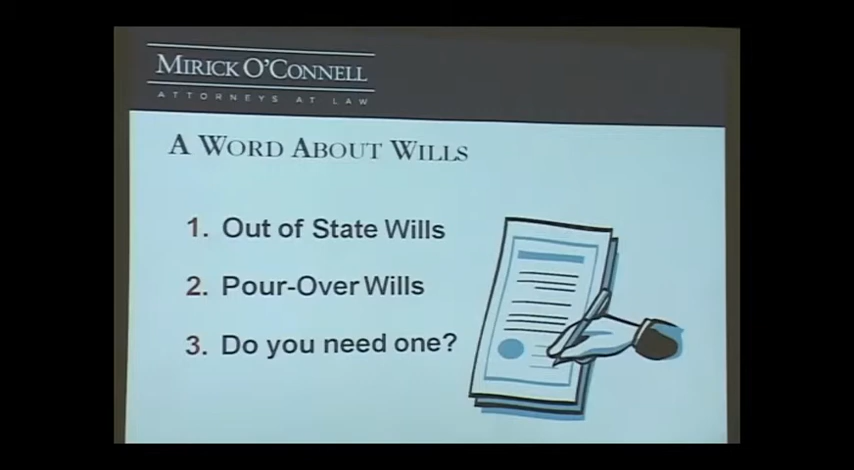 MIRICK O'CONNELL
ATTORNEYS AT LAW
A WORD ABOUT WILLS
1. Out of State Wills
2. Pour-Over Wills
3. Do you need one?